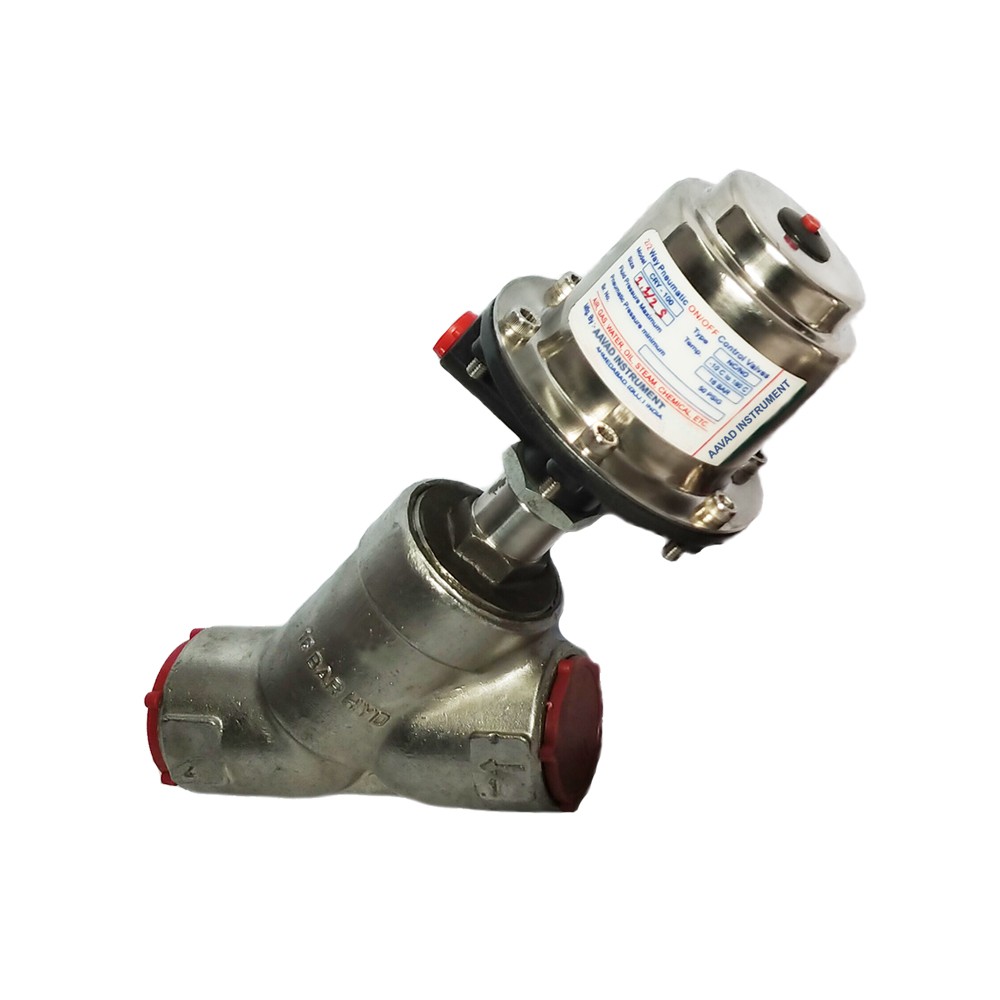 2/2 Way Pneumatic ON/OFF Control Valves
Model CRY - 100 Type NC/NO
Size 1.1/2 Temp -10 C to 180 C
Fluid Pressure Maximum 16 BAR
Pneumatic Pressure minimum 50 PSIG
Sr. No.
AIR, GAS, WATER, OIL, STEAM, CHEMICAL, ETC.
Mfg. By:- AAVAD INSTRUMENT
AHMEDABAD (GUJ.) INDIA.
AAVAD INSTRUMENT
BAR HYD